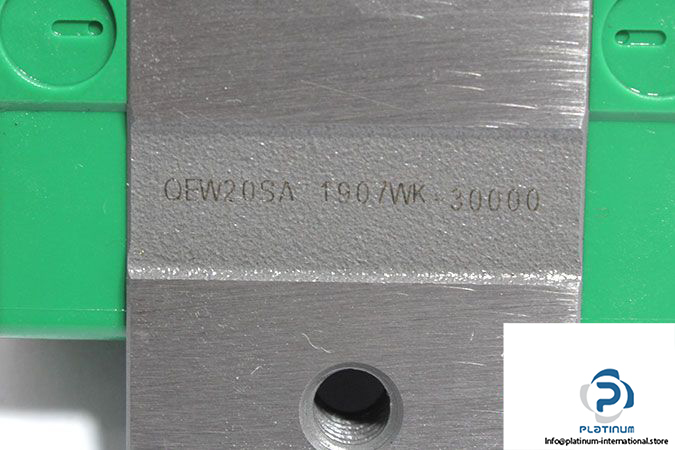 QEW20SA 1907WK-30000
PLATINUM
Info@platinum-international.store